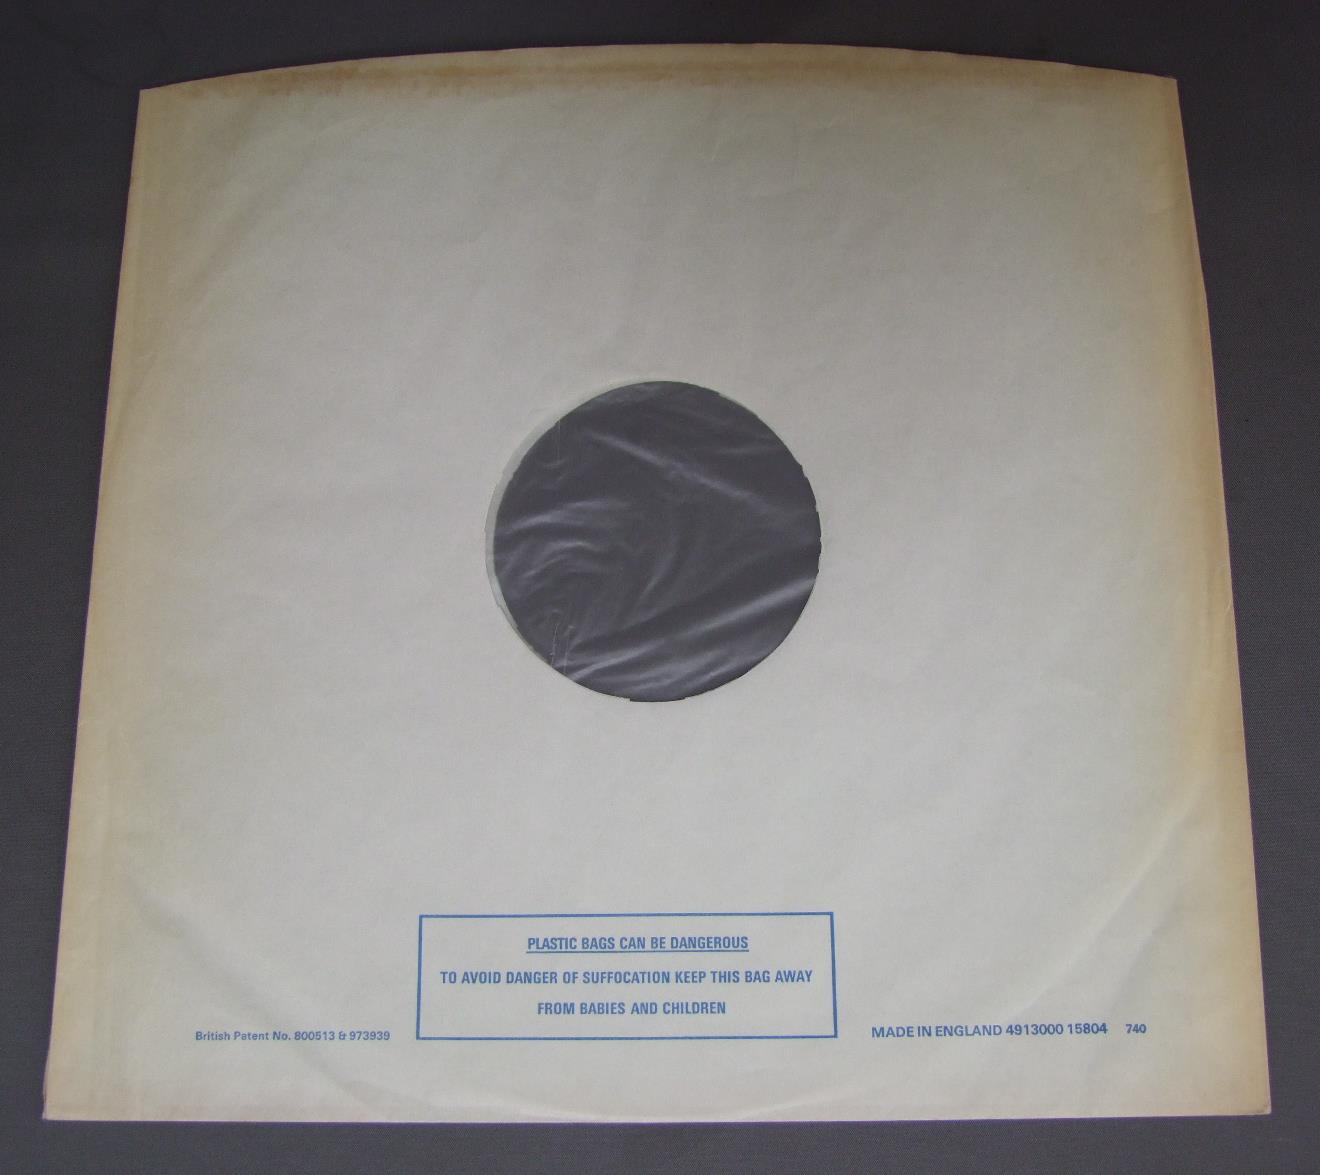 PLASTIC BAGS CAN BE DANGEROUS
TO AVOID DANGER OF SUFFOCATION KEEP THIS BAG AWAY
FROM BABIES AND CHILDREN
British Patent No. 800513 & 973939
MADE IN ENGLAND 4913000 15804 740